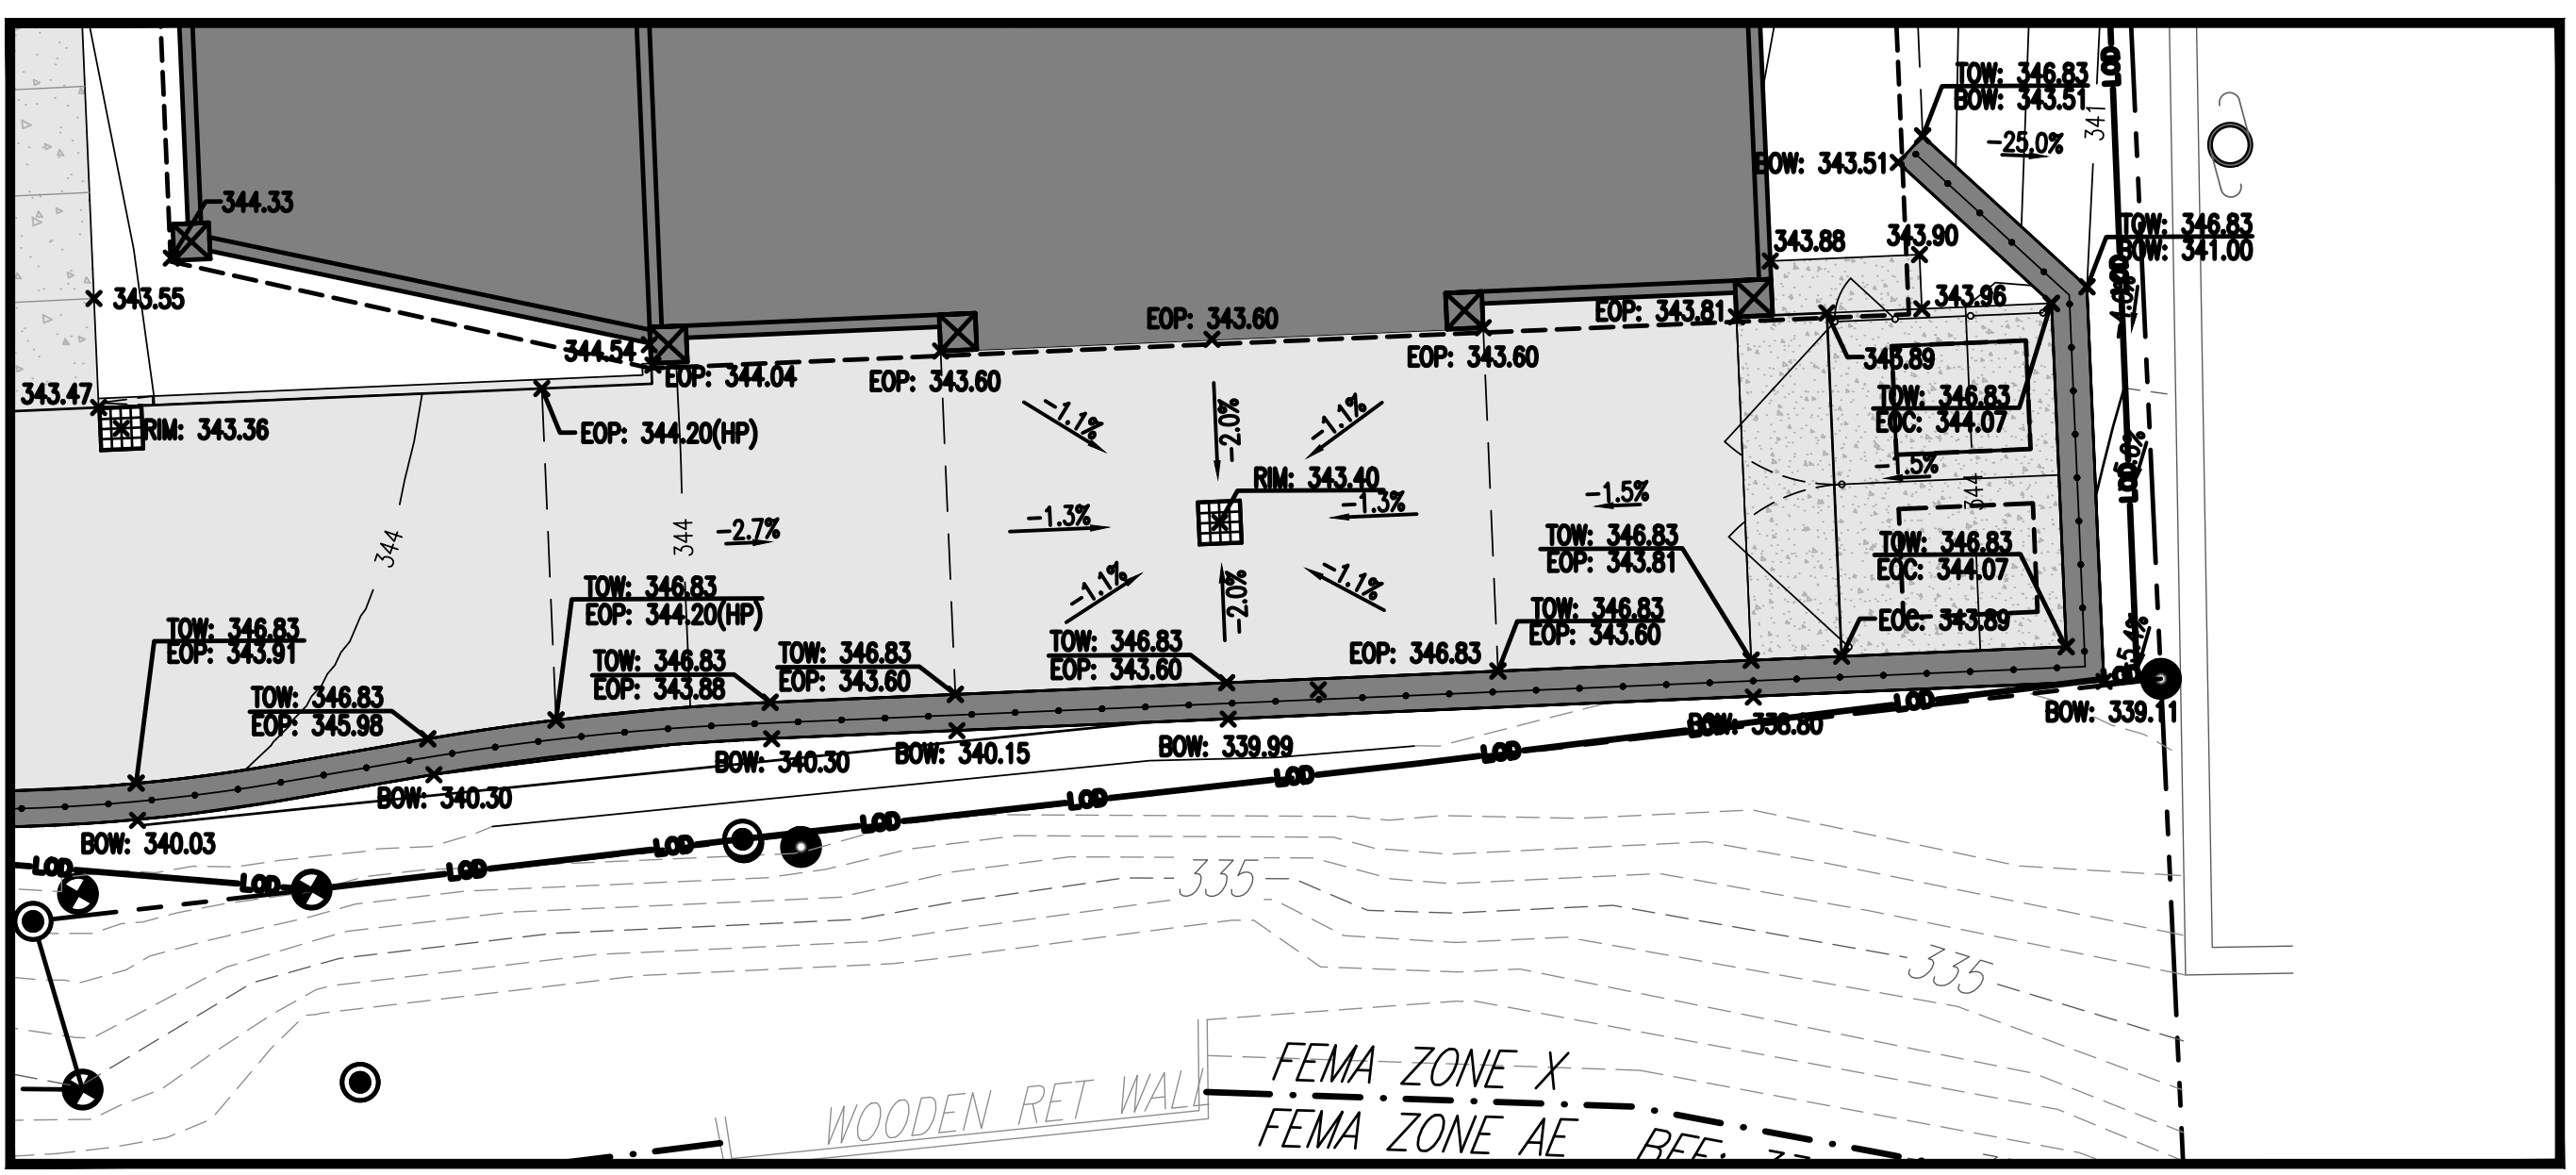 TOW: 346.83
BOW: 343.51
LOD
341
-25.0%
BOW: 343.51
344.33
TOW: 346.83
BOW: 341.00
343.88
343.90
343.55
343.96
EOP: 343.81
EOP: 343.60
344.54
EOP: 344.04
EOP: 343.60
EOP: 343.60
343.89
343.47
RIM: 343.36
EOP: 344.20(HP)
-1.1%
-2.0%
-1.1%
TOW: 346.83
EOC: 344.07
RIM: 343.40
LOD
-1.3%
-1.3%
-1.5%
344
344
344
-2.7%
TOW: 346.83
EOP: 343.81
TOW: 346.83
EOC: 344.07
-1.1%
-2.0%
-1.1%
TOW: 346.83
EOP: 344.20(HP)
TOW: 346.83
EOP: 343.60
EOC: 343.89
TOW: 346.83
EOP: 343.91
TOW: 346.83
EOP: 343.88
TOW: 346.83
EOP: 343.60
TOW: 346.83
EOP: 343.60
EOP: 346.83
TOW: 346.83
EOP: 345.98
LOD
BOW: 339.11
BOW: 338.80
BOW: 340.30
BOW: 340.15
BOW: 339.99
BOW: 340.30
BOW: 340.03
LOD
LOD
LOD
LOD
LOD
LOD
LOD
LOD
LOD
335
335
FEMA ZONE X
WOODEN RET WALL
FEMA ZONE AE